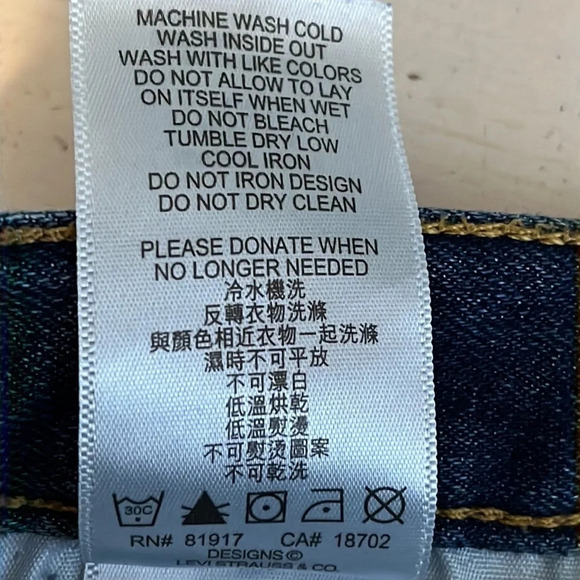 MACHINE WASH COLD
WASH INSIDE OUT
WASH WITH LIKE COLORS
DO NOT ALLOW TO LAY
ON ITSELF WHEN WET
DO NOT BLEACH
TUMBLE DRY LOW
COOL IRON
DO NOT IRON DESIGN
DO NOT DRY CLEAN
PLEASE DONATE WHEN
NO LONGER NEEDED
冷水機洗
反轉衣物洗滌
與顏色相近衣物一起洗滌
濕時不可平放
不可漂白
低溫烘乾
低溫熨燙
不可熨燙圖案
不可乾洗
30C
RN# 81917 CA# 18702
DESIGNS©
LEVI STRAUSS & CO.